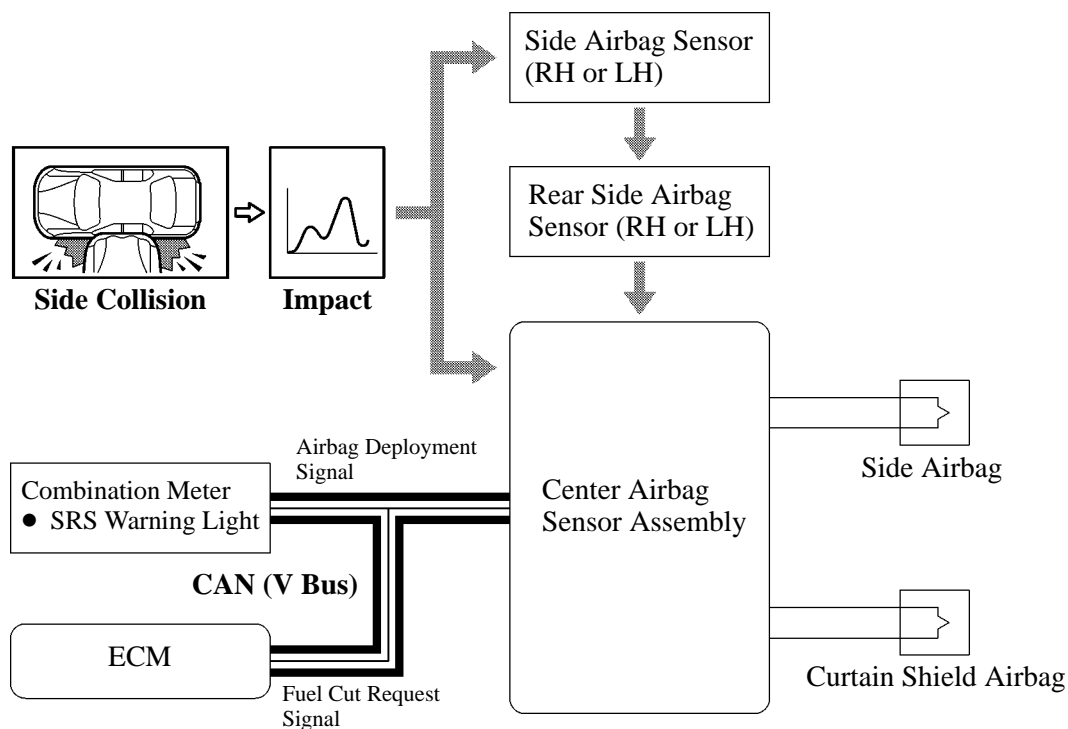 Side Airbag Sensor
(RH or LH)
Rear Side Airbag
Sensor (RH or LH)
Side Collision
Impact
Airbag Deployment
Signal
Combination Meter
● SRS Warning Light
CAN (V Bus)
ECM
Fuel Cut Request
Signal
Center Airbag
Sensor Assembly
Side Airbag
Curtain Shield Airbag